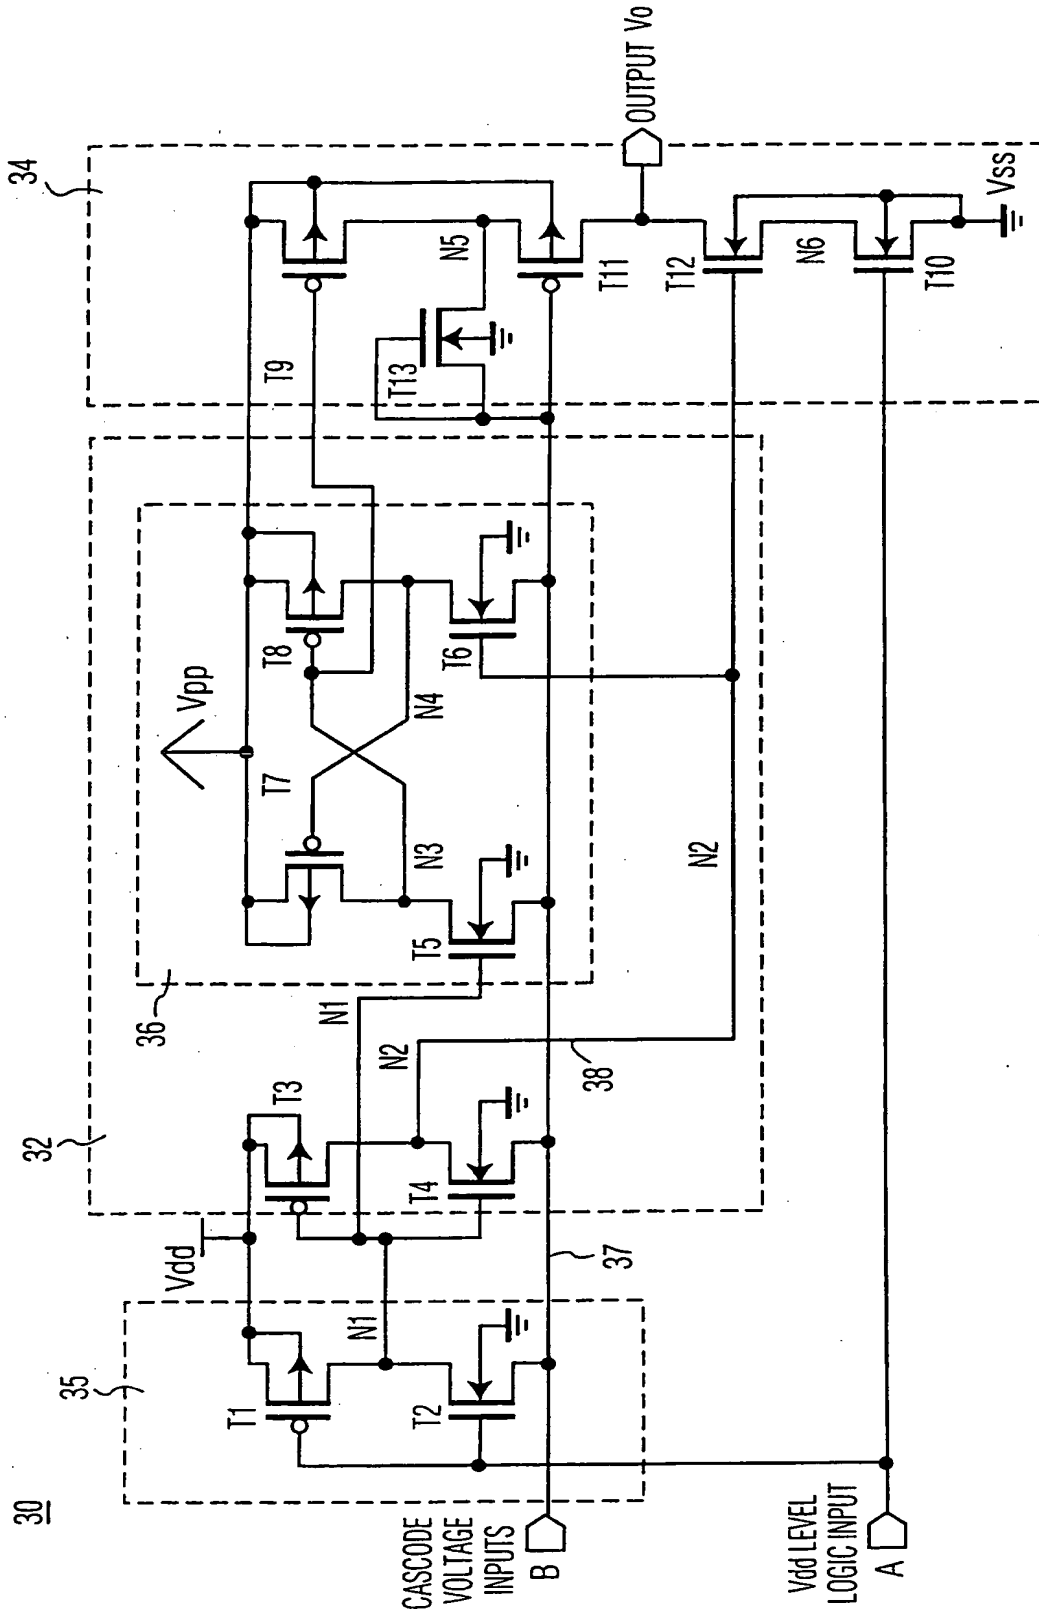 30
35
32
36
34
Vdd
Vpp
T1
T2
N1
T3
T4
N1
N2
38
37
T5
N3
T7
N4
T8
T6
N2
T9
T13
N5
T11
T12
N6
T10
Vss
OUTPUT Vo
CASCODE
VOLTAGE
INPUTS
B
Vdd LEVEL
LOGIC INPUT
A